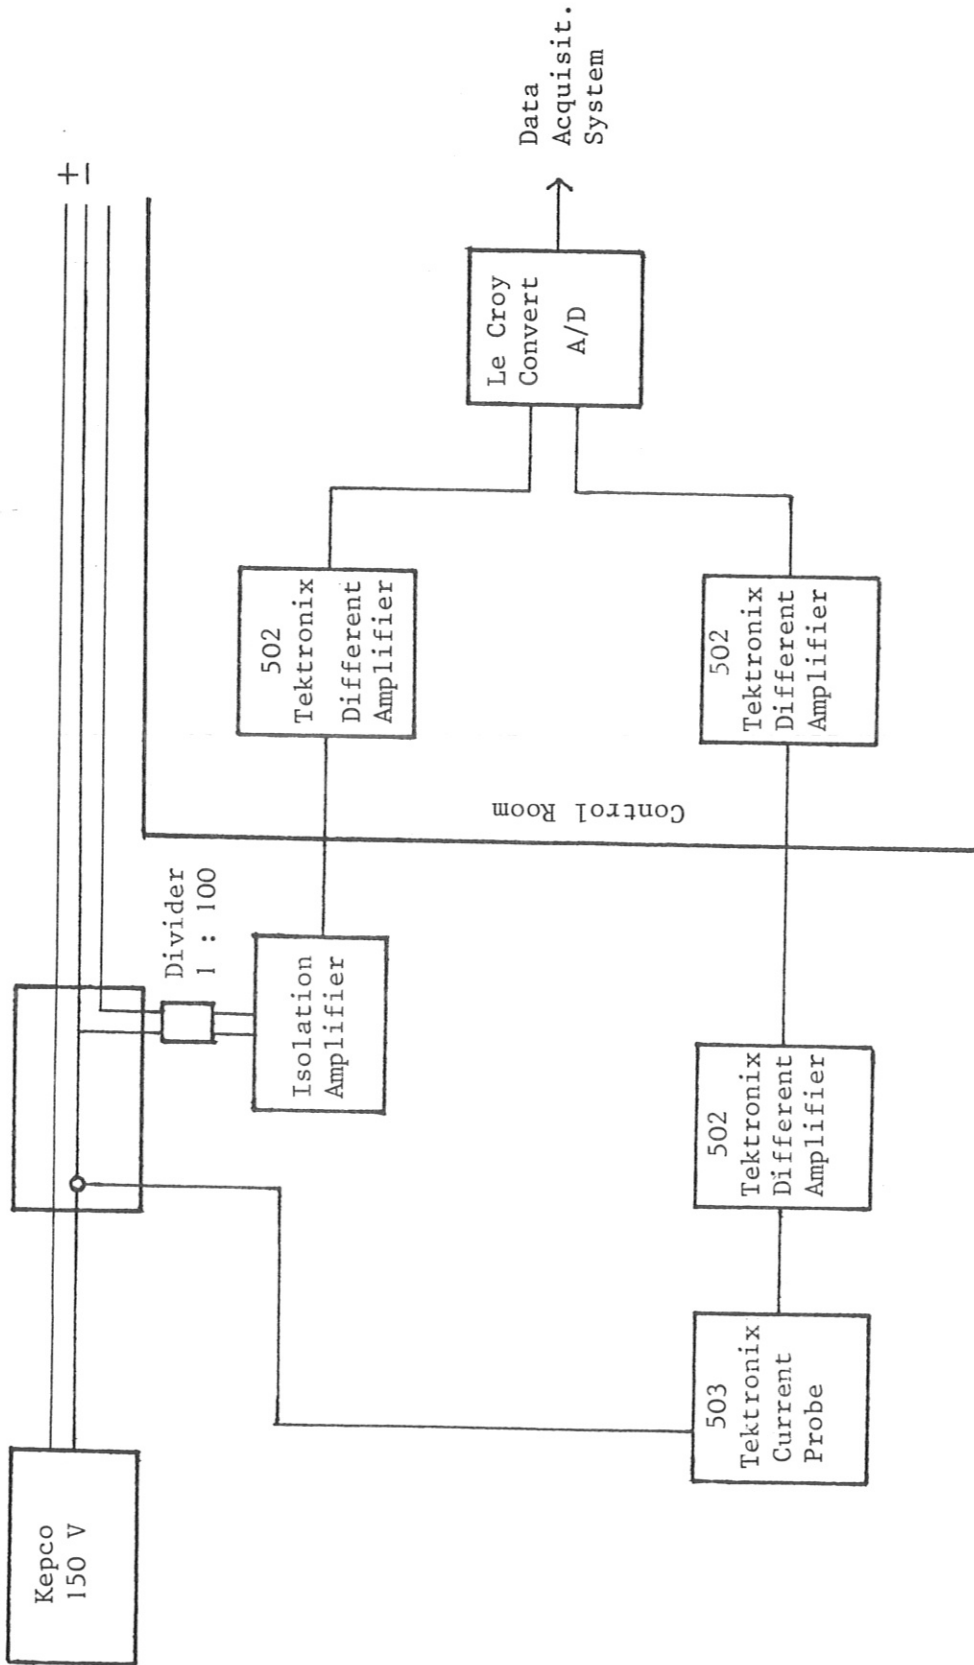 Kepco
150 V
+
−
Divider
1 : 100
Isolation
Amplifier
502
Tektronix
Different
Amplifier
Le Croy
Convert
A/D
Data
Acquisit.
System
Control Room
503
Tektronix
Current
Probe
502
Tektronix
Different
Amplifier
502
Tektronix
Different
Amplifier